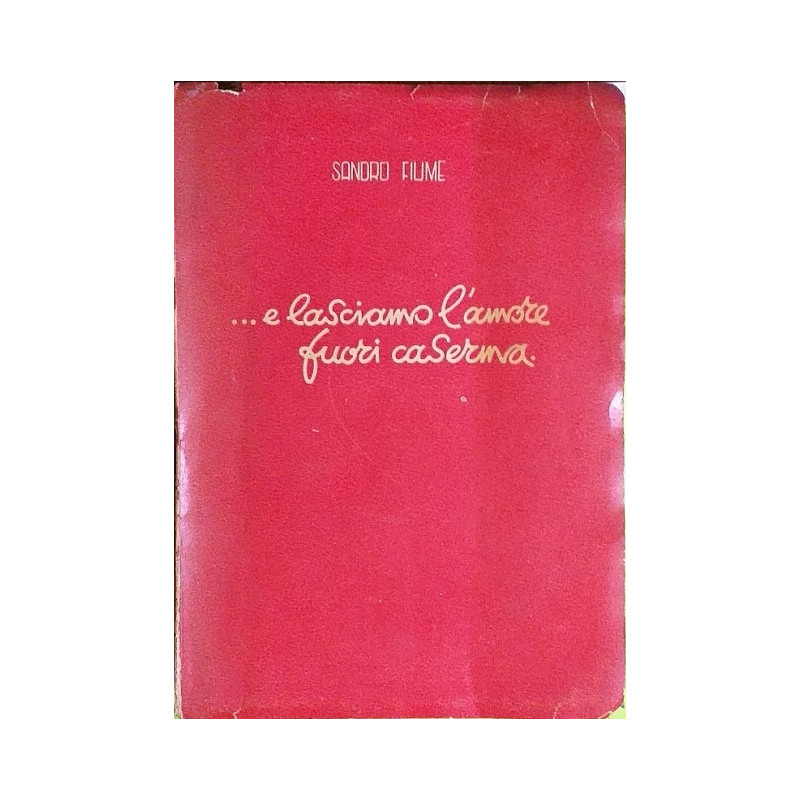 SANDRO FIUME
... e lasciamo l'amore
fuori caserma.